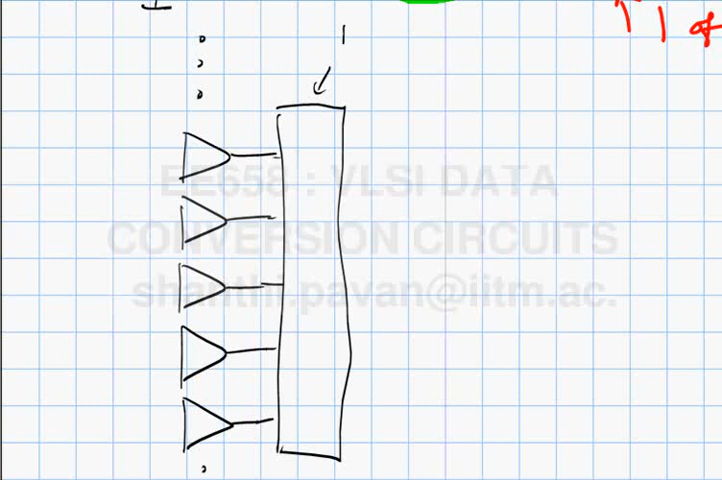 EE658 : VLSI DATA
CONVERSION CIRCUITS
shanthi.pavan@iitm.ac.